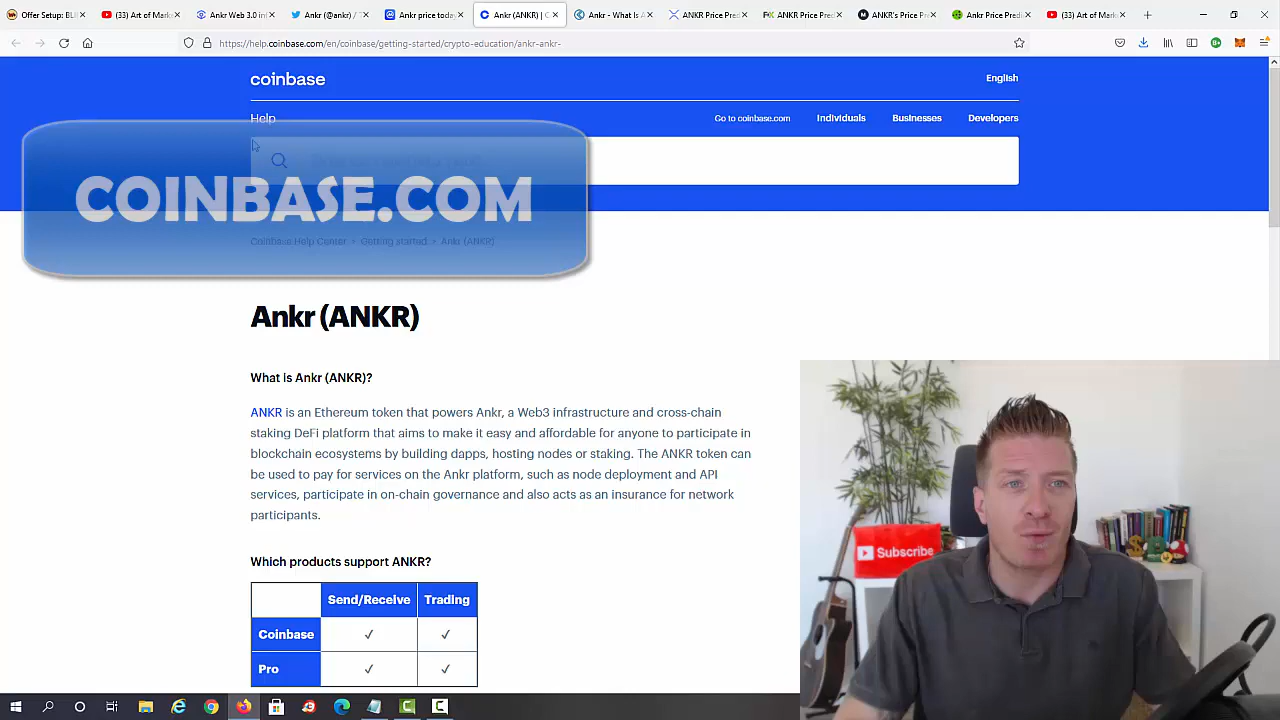 Offer Setup: BLUE
(33) Art of Mark
Ankr Web 3.0 In
Ankr (@ankr)
Ankr price today
Ankr (ANKR) | C
Ankr - What Is A
ANKR Price Predi
ANKR Price Predi
ANKR's Price Pre
Ankr Price Predi
(33) Art of Mark
https://help.coinbase.com/en/coinbase/getting-started/crypto-education/ankr-ankr-
coinbase
English
Help
Go to coinbase.com
Individuals
Businesses
Developers
COINBASE.COM
Coinbase Help Center • Getting started • Ankr (ANKR)
Ankr (ANKR)
What is Ankr (ANKR)?
ANKR is an Ethereum token that powers Ankr, a Web3 infrastructure and cross-chain
staking DeFi platform that aims to make it easy and affordable for anyone to participate in
blockchain ecosystems by building dapps, hosting nodes or staking. The ANKR token can
be used to pay for services on the Ankr platform, such as node deployment and API
services, participate in on-chain governance and also acts as an insurance for network
participants.
Which products support ANKR?
Send/Receive Trading
Coinbase ✓ ✓
Pro ✓ ✓
Subscribe